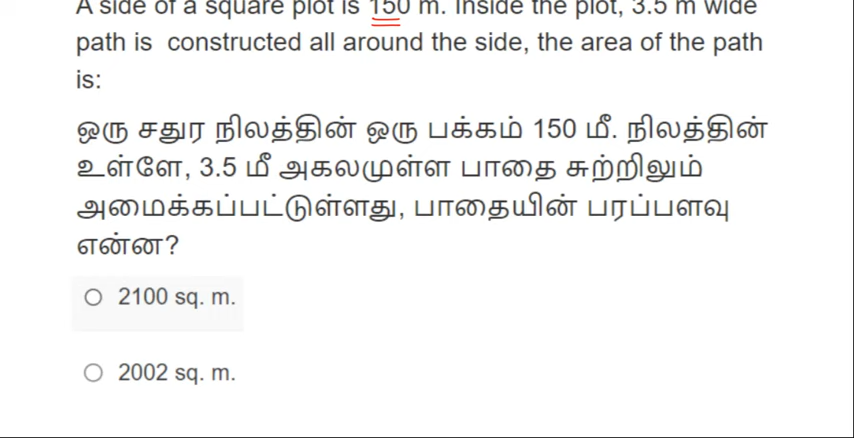 A side of a square plot is 150 m. Inside the plot, 3.5 m wide
path is constructed all around the side, the area of the path
is:
ஒரு சதுர நிலத்தின் ஒரு பக்கம் 150 மீ. நிலத்தின்
உள்ளே, 3.5 மீ அகலமுள்ள பாதை சுற்றிலும்
அமைக்கப்பட்டுள்ளது, பாதையின் பரப்பளவு
என்ன?
2100 sq. m.
2002 sq. m.